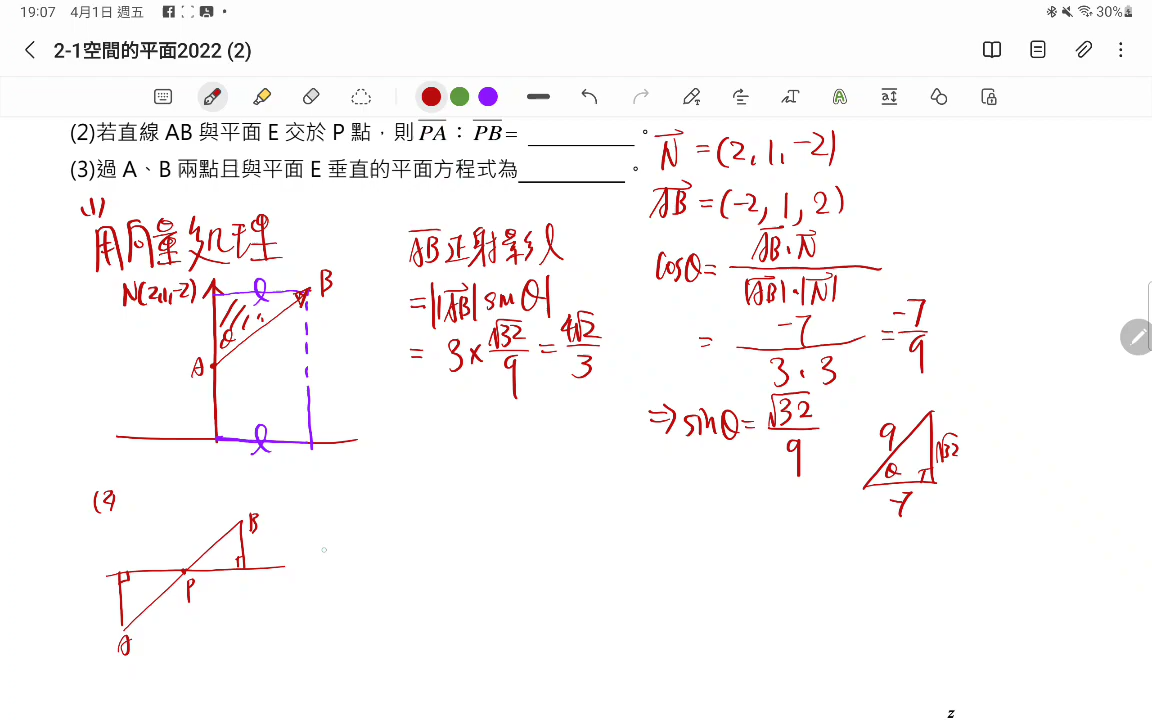 19:07 4月1日 週五 30%
2-1空間的平面2022 (2)
(2)若直線 AB 與平面 E 交於 P 點，則 PA : PB = ________。
(3)過 A、B 兩點且與平面 E 垂直的平面方程式為________。
(1)
用向量處理
N(2,1,-2)
l
B
θ
A
l
AB正射影l
=||AB| sinθ|
= 3 × √32/9 = 4√2/3
N = (2, 1, -2)
AB = (-2, 1, 2)
cosθ = AB·N / |AB|·|N|
= -7 / 3·3 = -7/9
⇒ sinθ = √32/9
9
√32
θ
-7
(2)
B
P
A
z